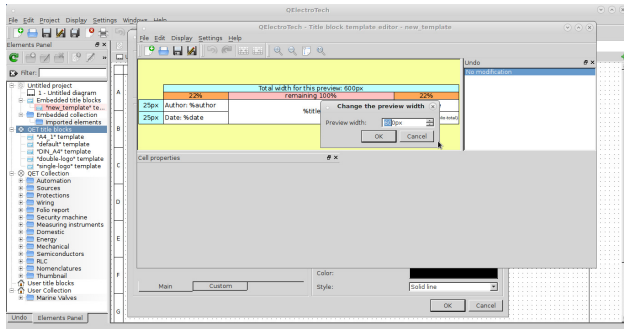 QElectroTech
File Edit Project Display Settings Windows Help
QElectroTech - Title block template editor - new_template
File Edit Display Settings Help
Elements Panel
Filter:
Untitled project
1 - Untitled diagram
Embedded title blocks
"new_template" te...
Embedded collection
Imported elements
QET title blocks
"A4_1" template
"default" template
"DIN_A4" template
"double-logo" template
"single-logo" template
QET Collection
Automation
Sources
Protections
Wiring
Folio report
Security machine
Measuring instruments
Domestic
Energy
Mechanical
Semiconductors
RLC
Nomenclatures
Thumbnail
User title blocks
User Collection
Marine Valves
Undo Elements Panel
A
B
C
D
E
F
G
Total width for this preview: 600px
22% remaining 100% 22%
25px Author: %author
25px Date: %date
%title
Change the preview width
Preview width:
OK Cancel
Undo
No modification
Cell properties
Main Custom
Color:
Style: Solid line
OK Cancel